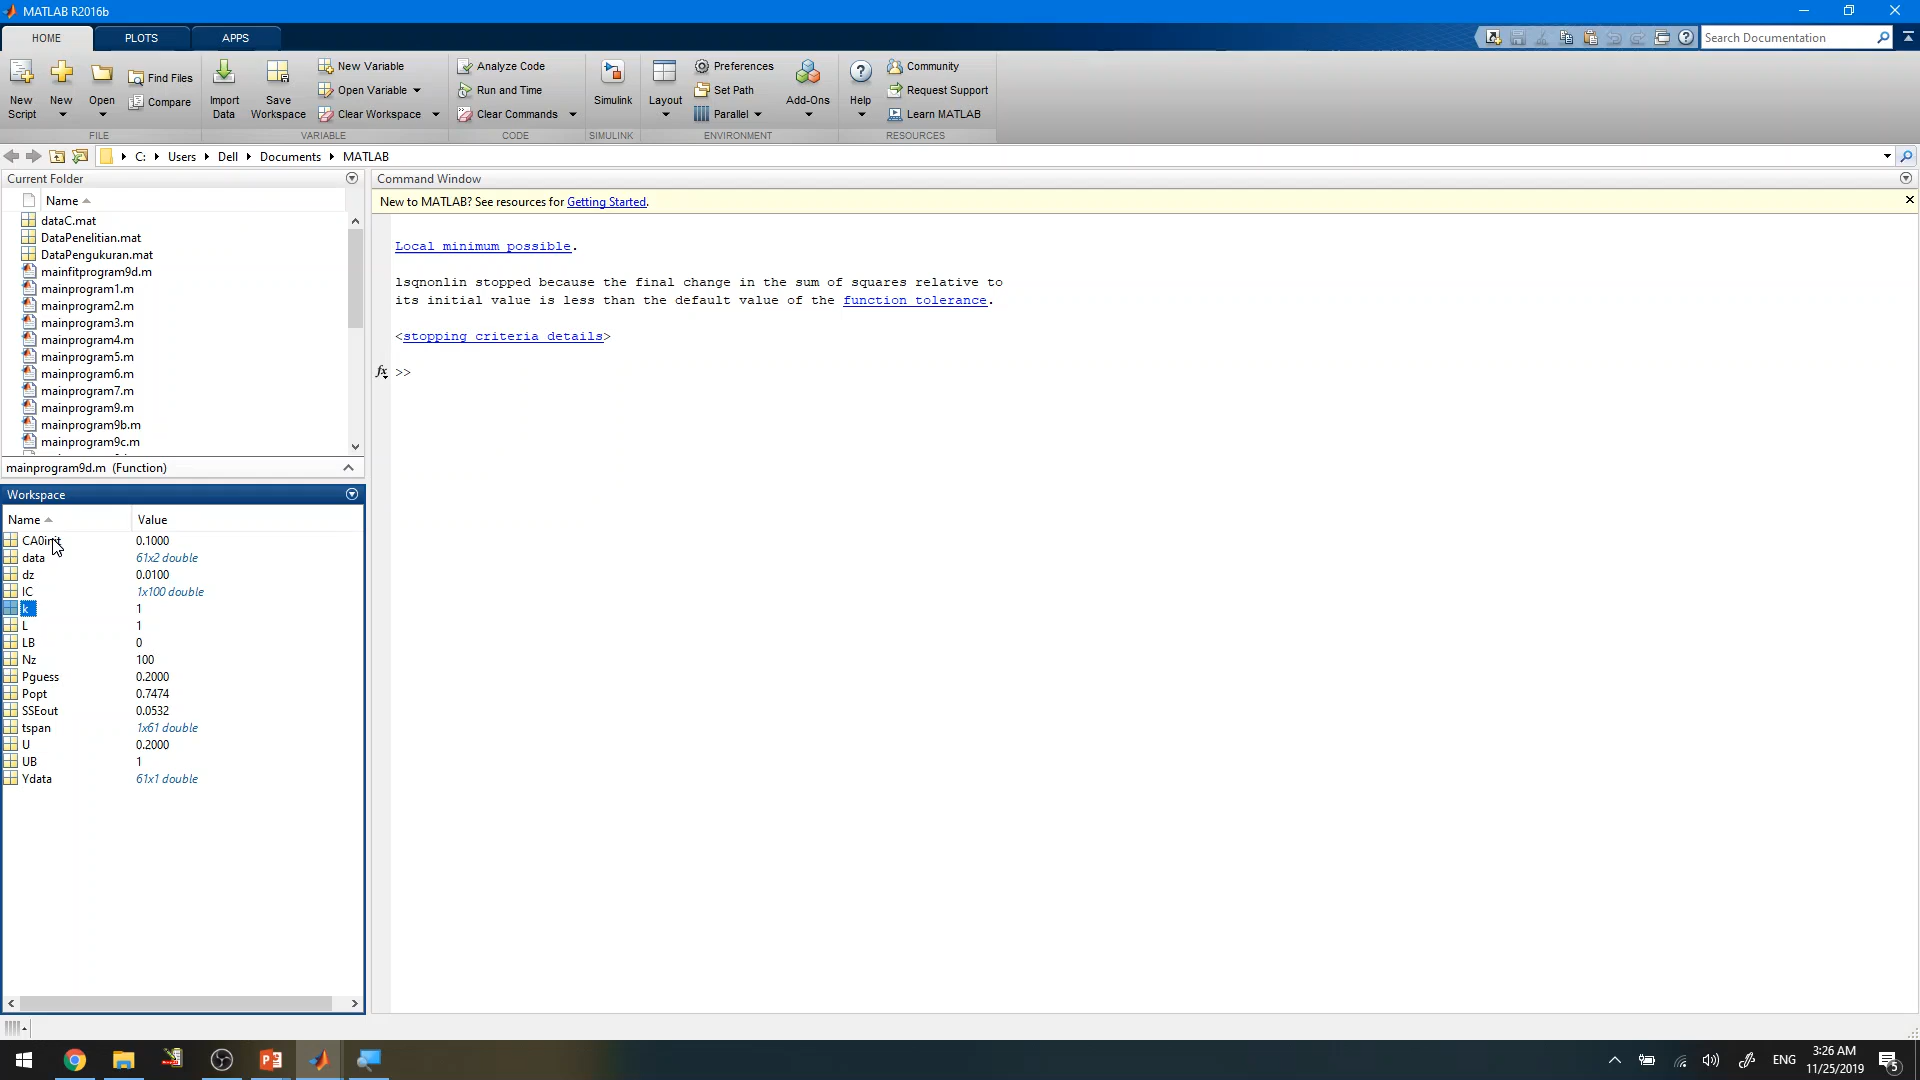 MATLAB R2016b
HOME
PLOTS
APPS
Search Documentation
New Script
New
Open
Find Files
Compare
Import Data
Save Workspace
New Variable
Open Variable
Clear Workspace
Analyze Code
Run and Time
Clear Commands
Simulink
Layout
Preferences
Set Path
Parallel
Add-Ons
Help
Community
Request Support
Learn MATLAB
FILE
VARIABLE
CODE
SIMULINK
ENVIRONMENT
RESOURCES
C: Users Dell Documents MATLAB
Current Folder
Name
dataC.mat
DataPenelitian.mat
DataPengukuran.mat
mainfitprogram9d.m
mainprogram1.m
mainprogram2.m
mainprogram3.m
mainprogram4.m
mainprogram5.m
mainprogram6.m
mainprogram7.m
mainprogram9.m
mainprogram9b.m
mainprogram9c.m
mainprogram9d.m (Function)
Workspace
Name Value
CA0init 0.1000
data 61x2 double
dz 0.0100
IC 1x100 double
k 1
L 1
LB 0
Nz 100
Pguess 0.2000
Popt 0.7474
SSEout 0.0532
tspan 1x61 double
U 0.2000
UB 1
Ydata 61x1 double
Command Window
New to MATLAB? See resources for Getting Started.
Local minimum possible.
lsqnonlin stopped because the final change in the sum of squares relative to
its initial value is less than the default value of the function tolerance.
<stopping criteria details>
fx >>
ENG
3:26 AM
11/25/2019
5